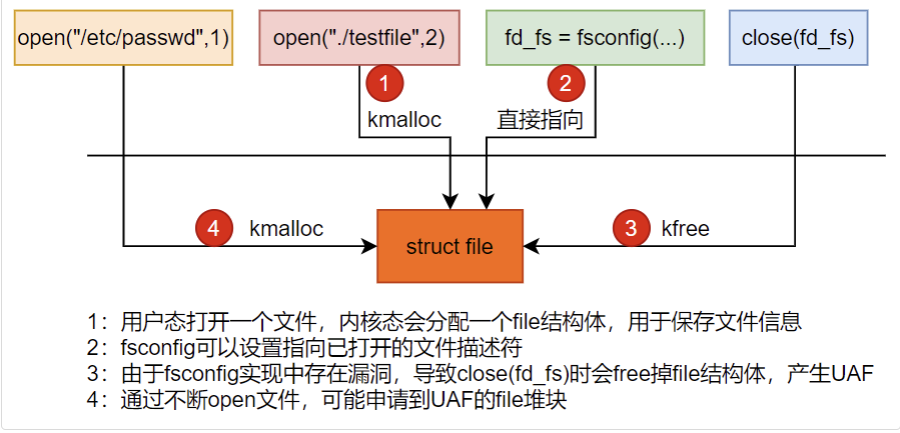 open("/etc/passwd",1)
open("./testfile",2)
fd_fs = fsconfig(...)
close(fd_fs)
1
kmalloc
2
直接指向
4
kmalloc
struct file
3
kfree
1：用户态打开一个文件，内核态会分配一个file结构体，用于保存文件信息
2：fsconfig可以设置指向已打开的文件描述符
3：由于fsconfig实现中存在漏洞，导致close(fd_fs)时会free掉file结构体，产生UAF
4：通过不断open文件，可能申请到UAF的file堆块